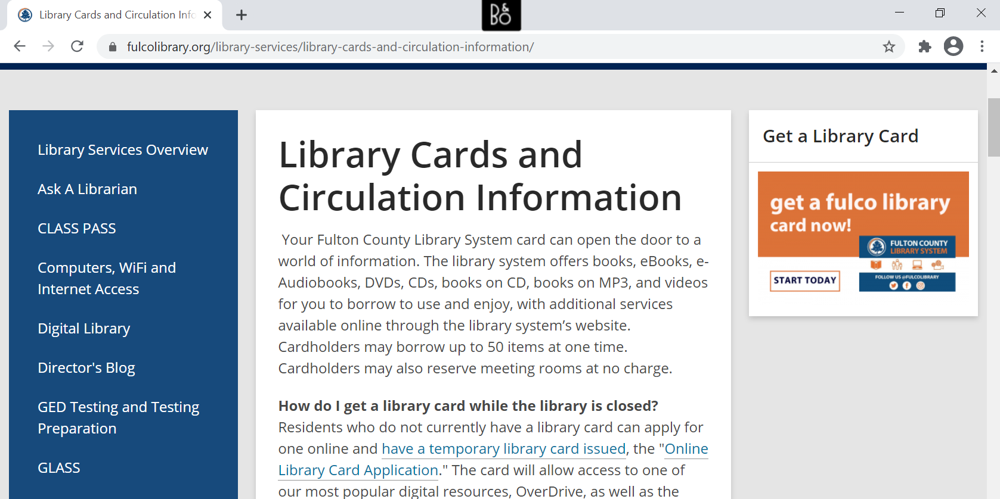 Library Cards and Circulation Info
B&O
fulcolibrary.org/library-services/library-cards-and-circulation-information/
Library Services Overview
Ask A Librarian
CLASS PASS
Computers, WiFi and
Internet Access
Digital Library
Director's Blog
GED Testing and Testing
Preparation
GLASS
Library Cards and
Circulation Information
Your Fulton County Library System card can open the door to a
world of information. The library system offers books, eBooks, e-
Audiobooks, DVDs, CDs, books on CD, books on MP3, and videos
for you to borrow to use and enjoy, with additional services
available online through the library system’s website.
Cardholders may borrow up to 50 items at one time.
Cardholders may also reserve meeting rooms at no charge.
How do I get a library card while the library is closed?
Residents who do not currently have a library card can apply for
one online and have a temporary library card issued, the "Online
Library Card Application." The card will allow access to one of
our most popular digital resources, OverDrive, as well as the
Get a Library Card
get a fulco library
card now!
FULTON COUNTY
LIBRARY SYSTEM
START TODAY
FOLLOW US @FULCOLIBRARY